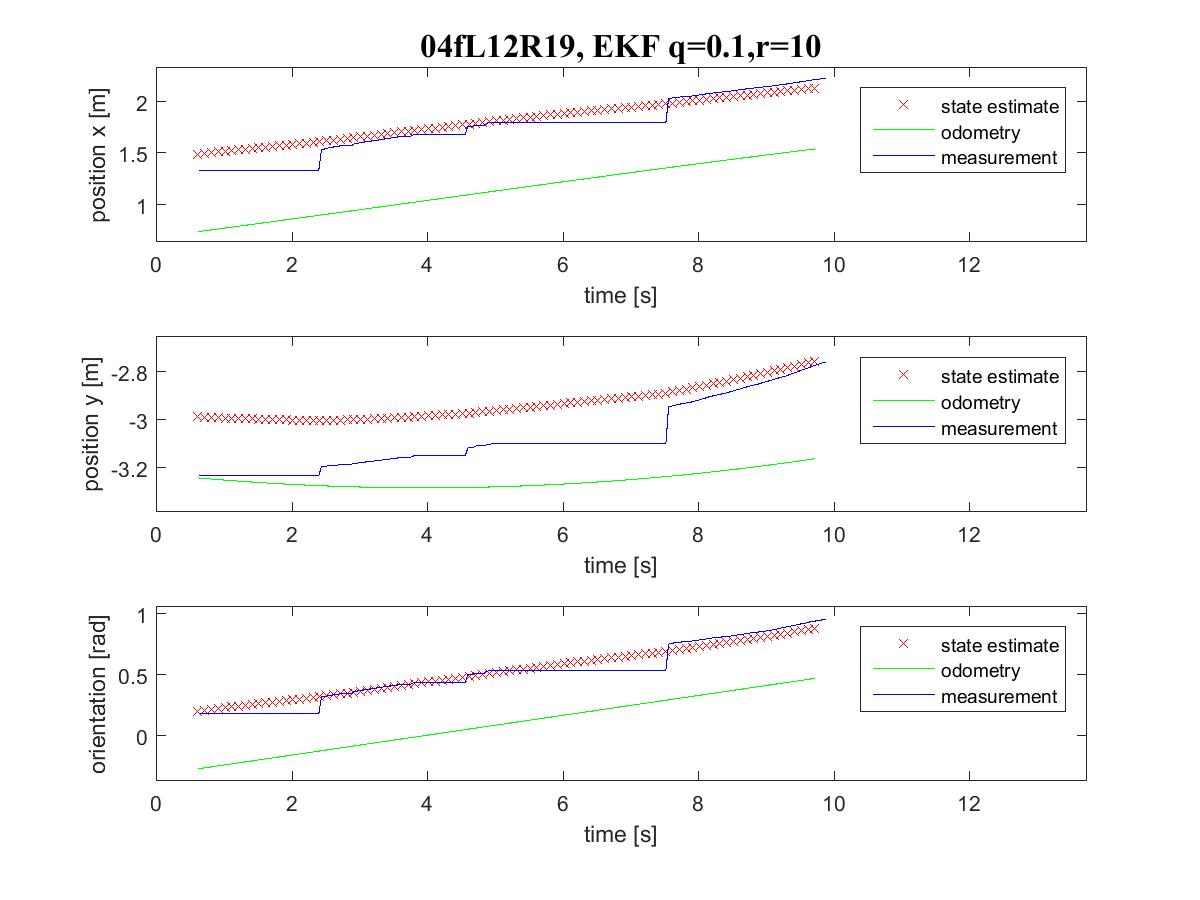 04fL12R19, EKF q=0.1,r=10
position x [m]
2
1.5
1
state estimate
odometry
measurement
0 2 4 6 8 10 12
time [s]
position y [m]
-2.8
-3
-3.2
state estimate
odometry
measurement
0 2 4 6 8 10 12
time [s]
orientation [rad]
1
0.5
0
state estimate
odometry
measurement
0 2 4 6 8 10 12
time [s]